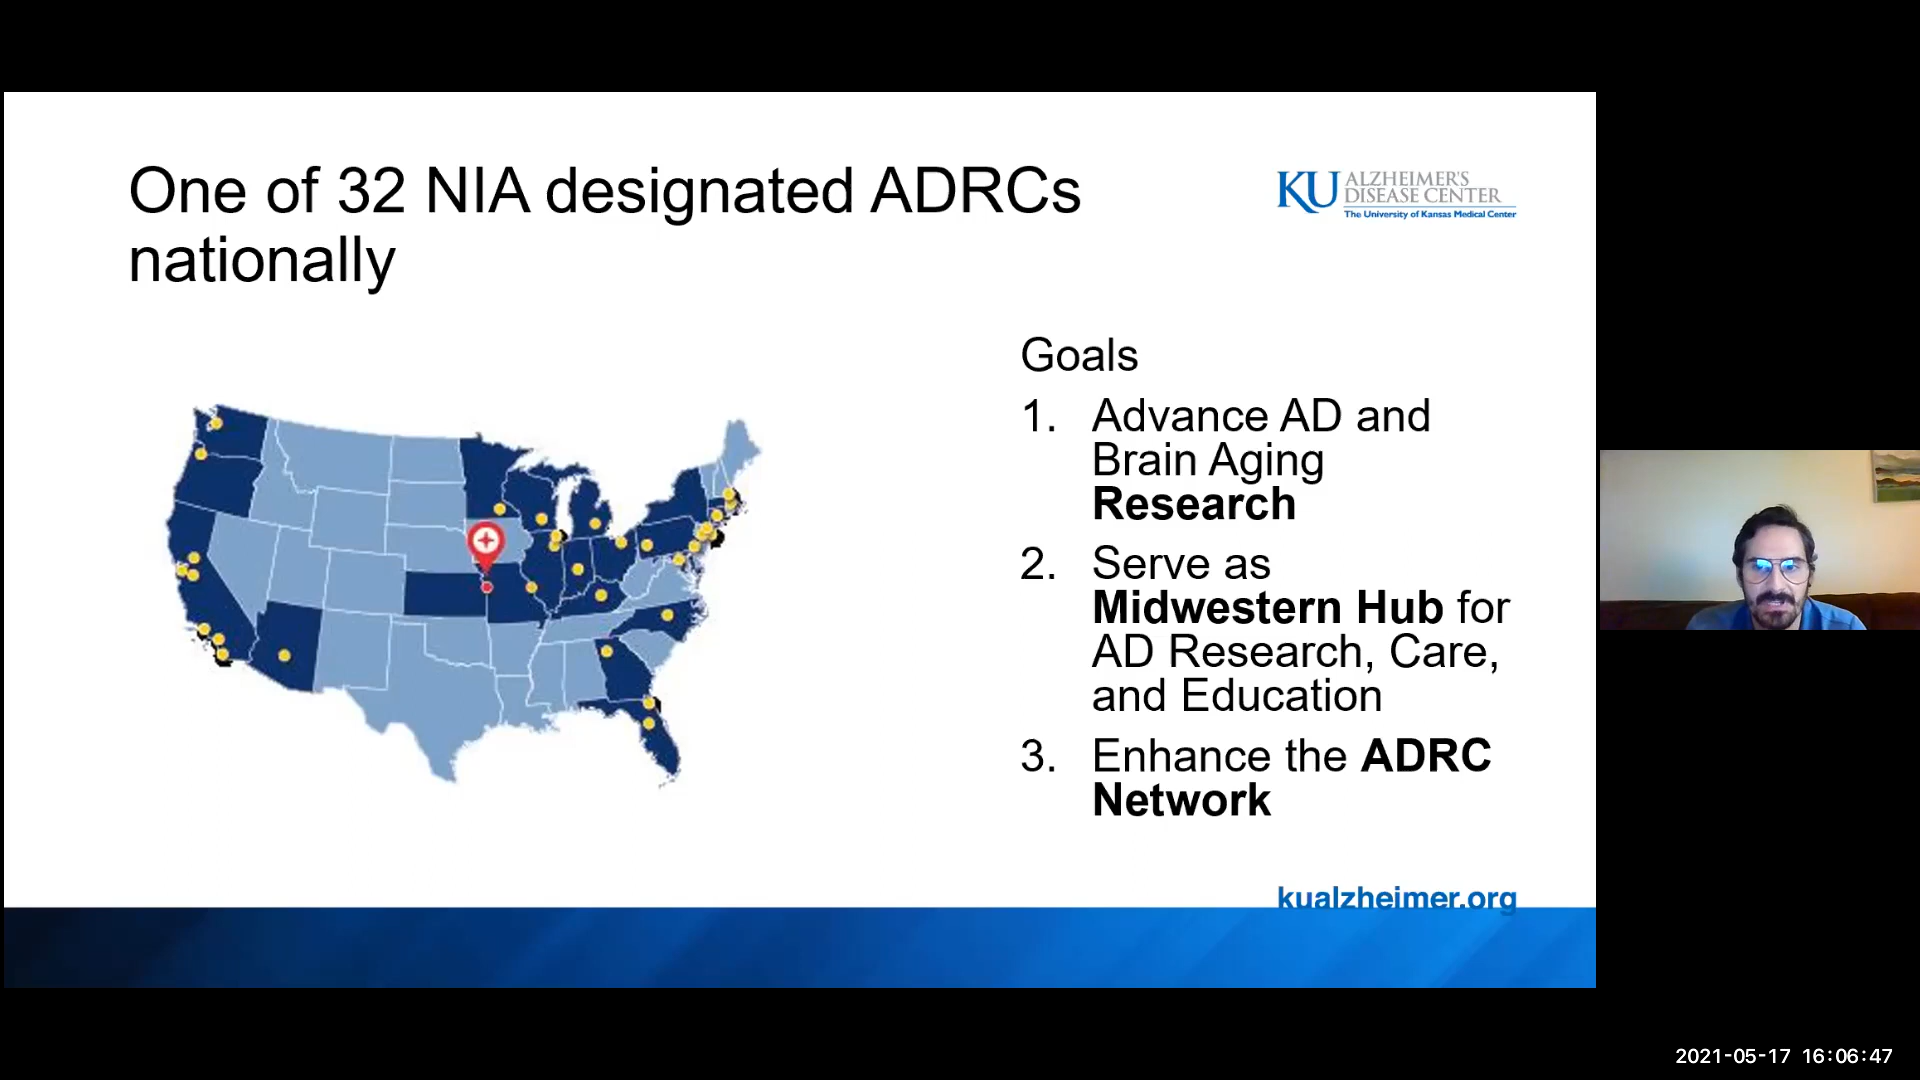 One of 32 NIA designated ADRCs
nationally
KU ALZHEIMER'S
DISEASE CENTER
The University of Kansas Medical Center
Goals
1. Advance AD and
Brain Aging
Research
2. Serve as
Midwestern Hub for
AD Research, Care,
and Education
3. Enhance the ADRC
Network
kualzheimer.org
2021-05-17 16:06:47